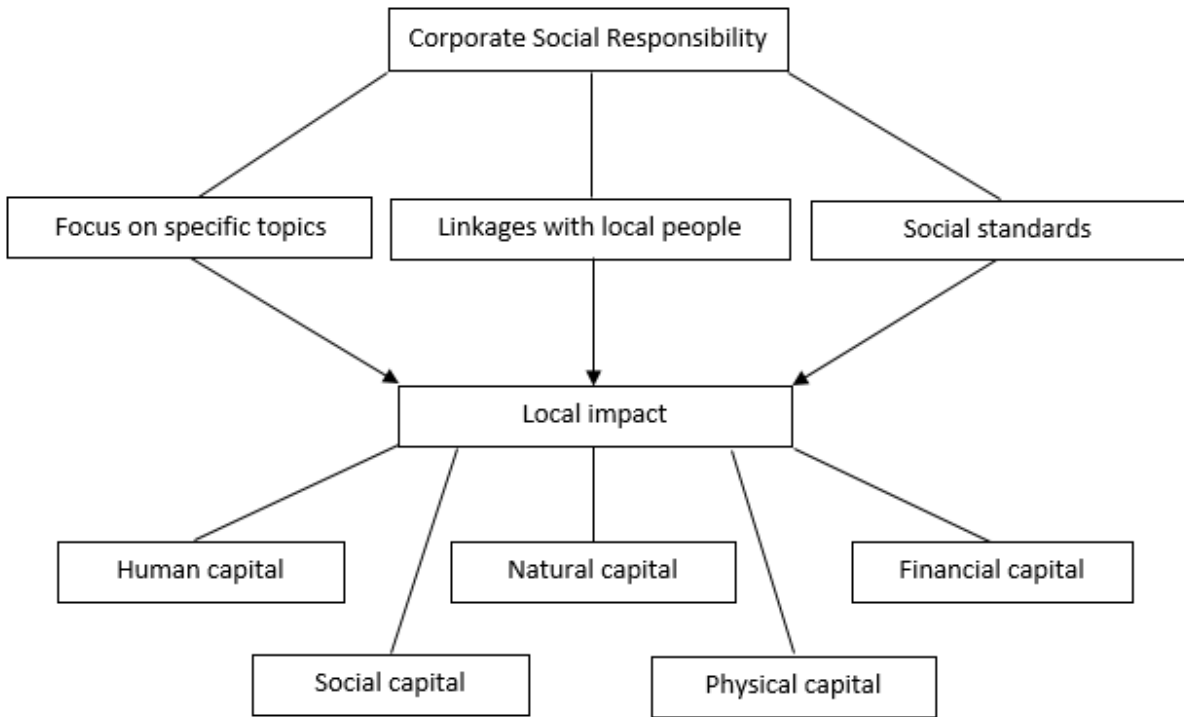 Corporate Social Responsibility
Focus on specific topics
Linkages with local people
Social standards
Local impact
Human capital
Natural capital
Financial capital
Social capital
Physical capital